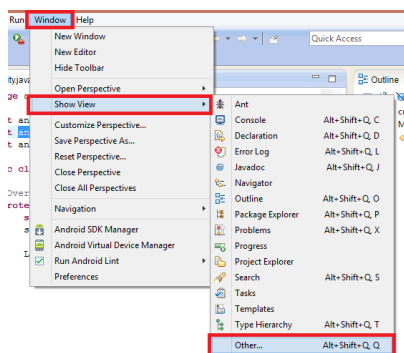 Run Window Help
New Window
New Editor
Quick Access
Hide Toolbar
Open Perspective
Outline
Show View
Ant
Console Alt+Shift+Q, C
Customize Perspective...
Declaration Alt+Shift+Q, D
Save Perspective As...
Error Log Alt+Shift+Q, L
Reset Perspective...
Javadoc Alt+Shift+Q, J
Close Perspective
Navigator
Close All Perspectives
Outline Alt+Shift+Q, O
Navigation
Package Explorer Alt+Shift+Q, P
Android SDK Manager
Problems Alt+Shift+Q, X
Android Virtual Device Manager
Progress
Run Android Lint
Project Explorer
Preferences
Search Alt+Shift+Q, S
Tasks
Templates
Type Hierarchy Alt+Shift+Q, T
Other... Alt+Shift+Q, Q